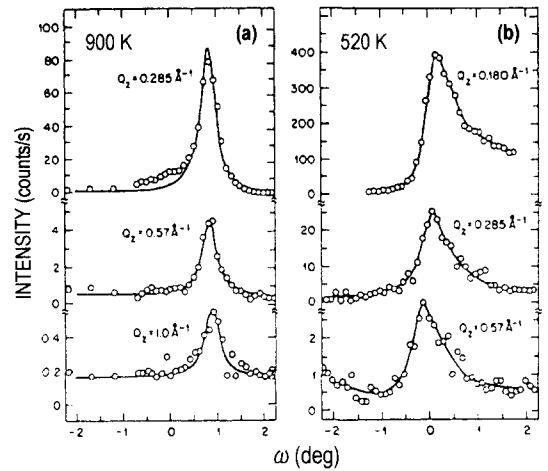 900 K
(a)
Q_z = 0.285 Å⁻¹
100
80
60
40
20
0
Q_z = 0.57 Å⁻¹
4
2
0
Q_z = 1.0 Å⁻¹
0.4
0.2
0
-2
-1
0
1
2
520 K
(b)
Q_z = 0.180 Å⁻¹
400
300
200
100
0
Q_z = 0.285 Å⁻¹
25
15
5
Q_z = 0.57 Å⁻¹
2
1
0
-2
-1
0
1
2
INTENSITY (counts/s)
ω (deg)